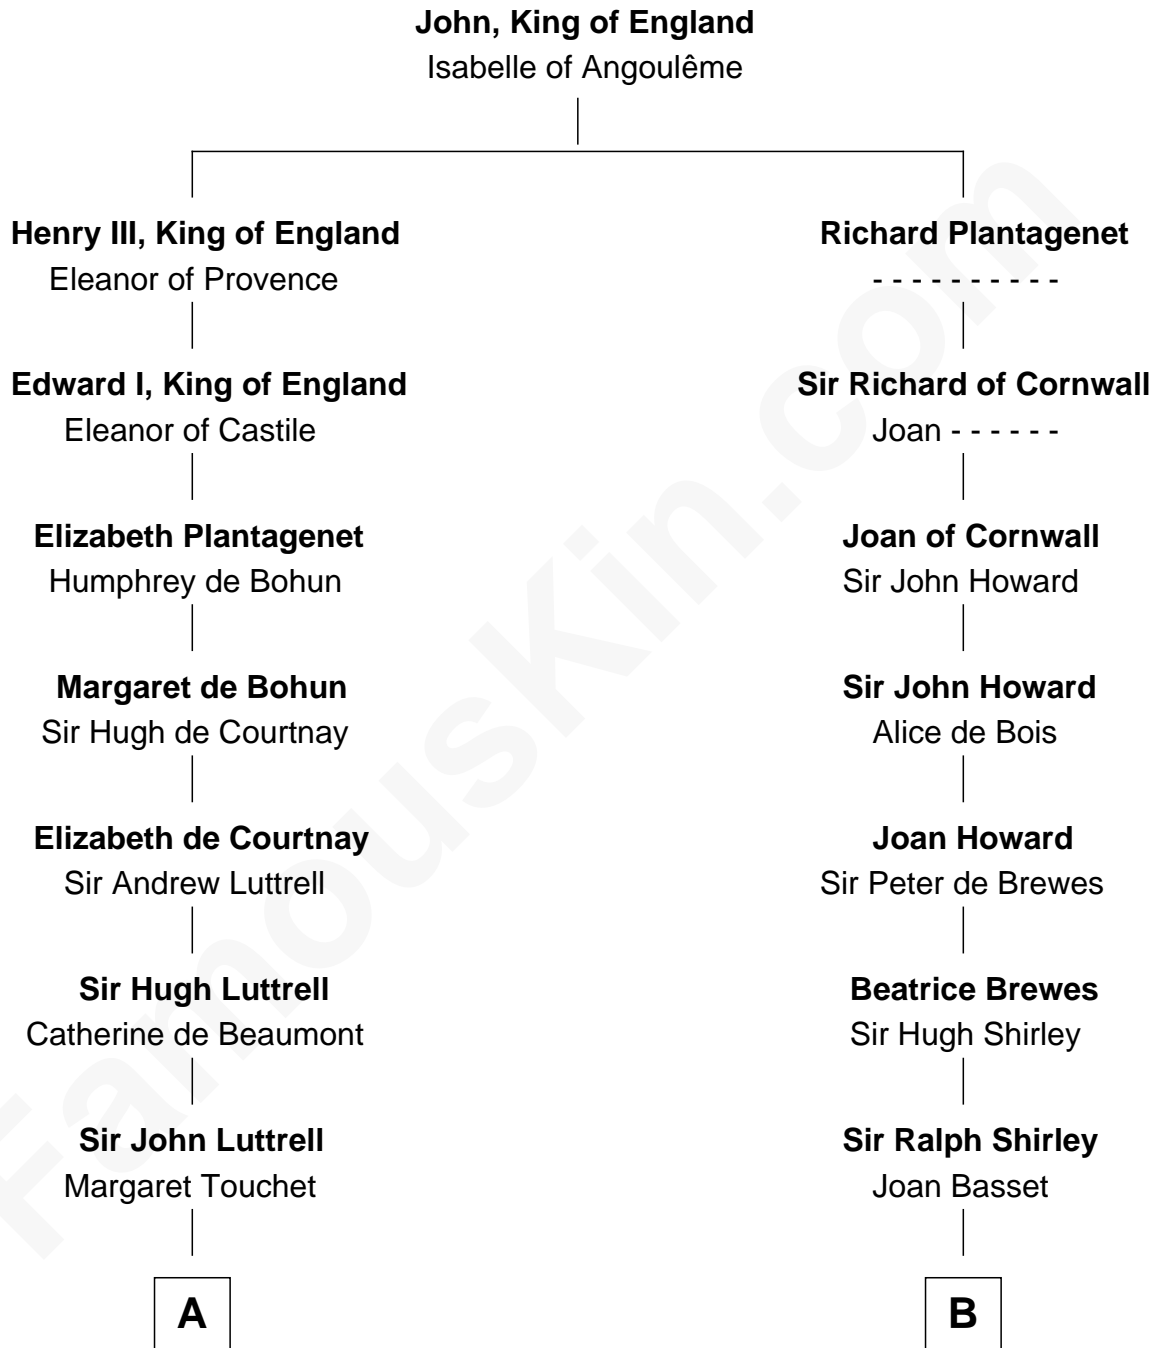 John, King of England
Isabelle of Angoulême
Henry III, King of England
Eleanor of Provence
Richard Plantagenet
- - - - - - - - - -
Edward I, King of England
Eleanor of Castile
Sir Richard of Cornwall
Joan - - - - - -
Elizabeth Plantagenet
Humphrey de Bohun
Joan of Cornwall
Sir John Howard
Margaret de Bohun
Sir Hugh de Courtnay
Sir John Howard
Alice de Bois
Elizabeth de Courtnay
Sir Andrew Luttrell
Joan Howard
Sir Peter de Brewes
Sir Hugh Luttrell
Catherine de Beaumont
Beatrice Brewes
Sir Hugh Shirley
Sir John Luttrell
Margaret Touchet
Sir Ralph Shirley
Joan Basset
A
B
FamousKin.com